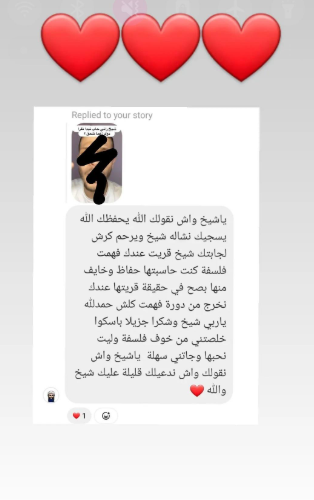 Replied to your story
ياشيخ واش نقولك الله يحفظك الله
يسجيك نشاله شيخ ويرحم كرش
لجابتك شيخ قريت عندك فهمت
فلسفة كنت حاسبتها حفاظ وخايف
منها بصح في حقيقة قريتها عندك
نخرج من دورة فهمت كلش حمدلله
ياربي شيخ وشكرا جزيلا باسكوا
خلصتني من خوف فلسفة وليت
نحبها وجاتني سهلة ياشيخ واش
نقولك واش ندعيلك قليلة عليك شيخ
والله ❤️
❤️ 1